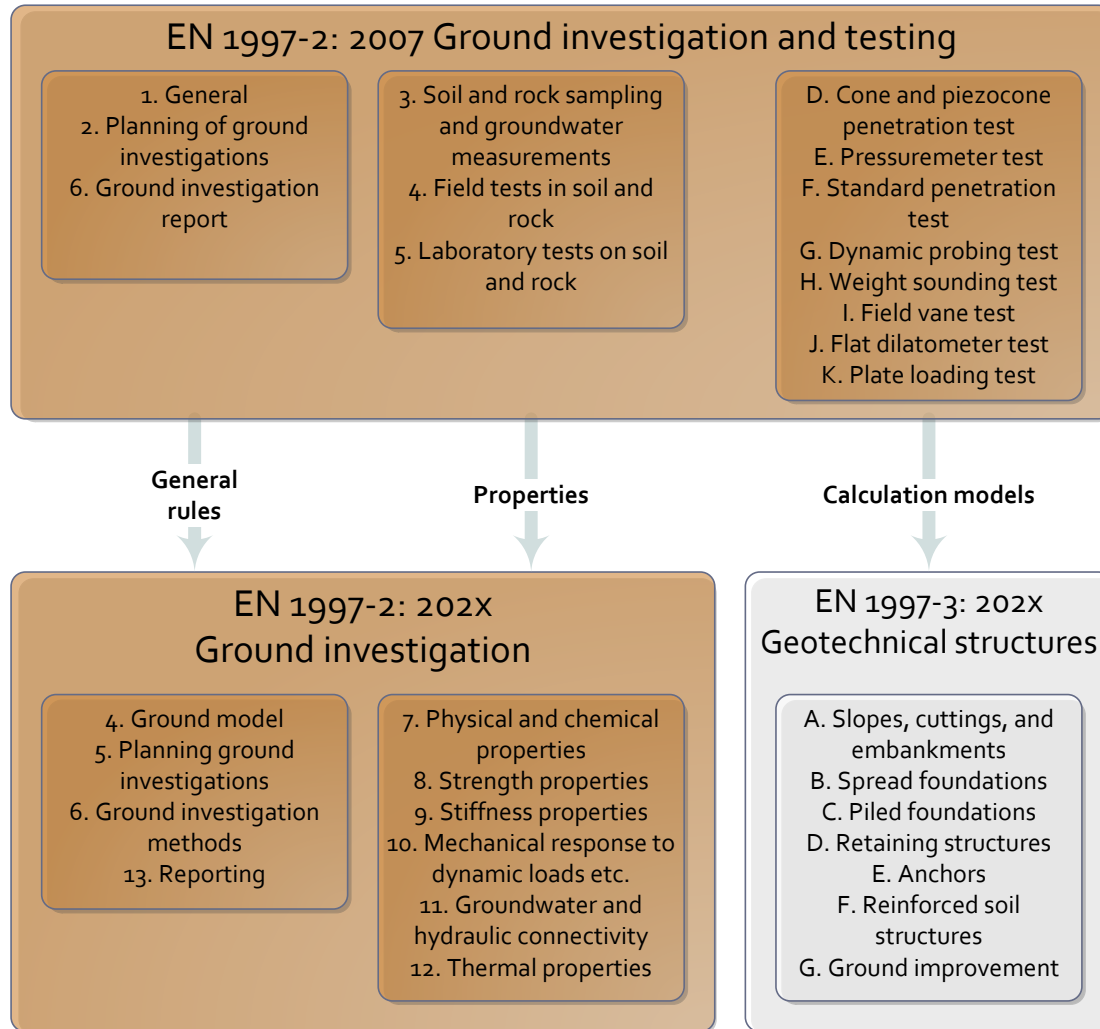 EN 1997-2: 2007 Ground investigation and testing
1. General
2. Planning of ground
investigations
6. Ground investigation
report
3. Soil and rock sampling
and groundwater
measurements
4. Field tests in soil and
rock
5. Laboratory tests on soil
and rock
D. Cone and piezocone
penetration test
E. Pressuremeter test
F. Standard penetration
test
G. Dynamic probing test
H. Weight sounding test
I. Field vane test
J. Flat dilatometer test
K. Plate loading test
General
rules
Properties
Calculation models
EN 1997-2: 202x
Ground investigation
4. Ground model
5. Planning ground
investigations
6. Ground investigation
methods
13. Reporting
7. Physical and chemical
properties
8. Strength properties
9. Stiffness properties
10. Mechanical response to
dynamic loads etc.
11. Groundwater and
hydraulic connectivity
12. Thermal properties
EN 1997-3: 202x
Geotechnical structures
A. Slopes, cuttings, and
embankments
B. Spread foundations
C. Piled foundations
D. Retaining structures
E. Anchors
F. Reinforced soil
structures
G. Ground improvement